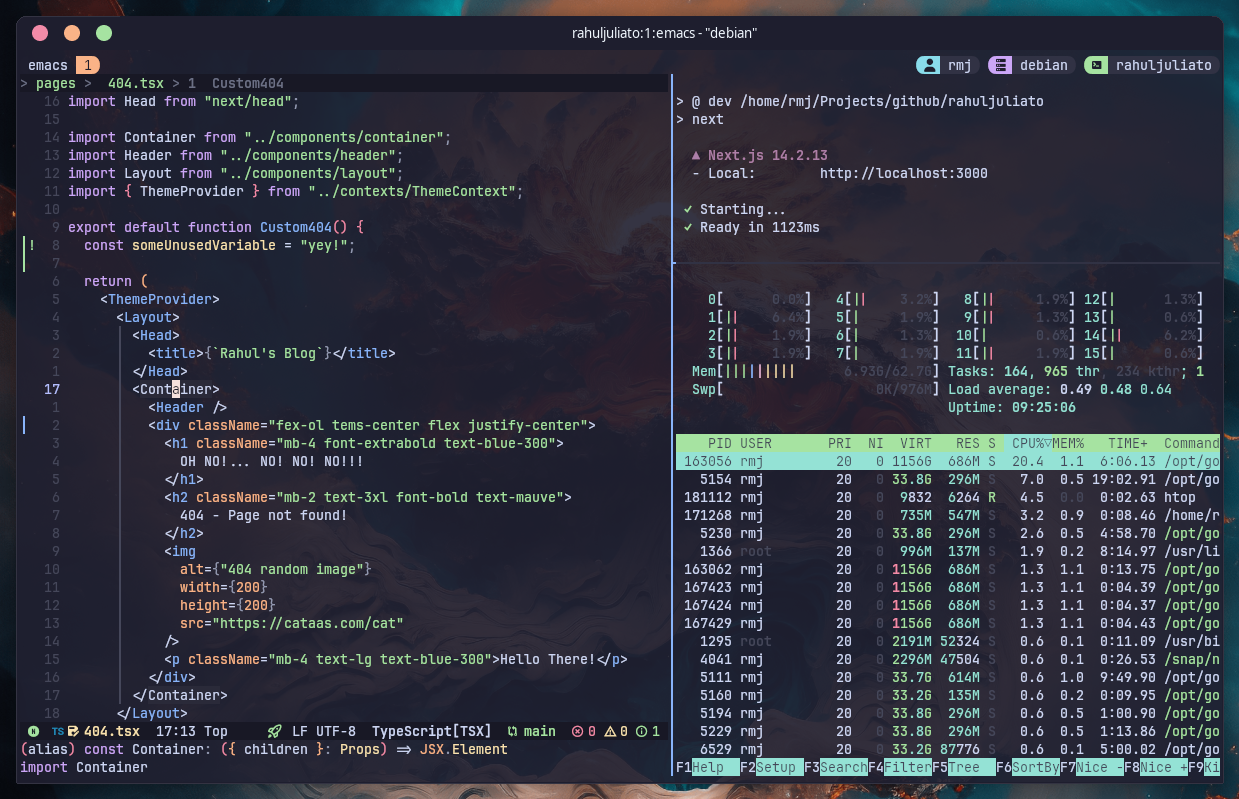 rahuljuliato:1:emacs - "debian"
emacs 1
rmj debian rahuljuliato
> pages > 404.tsx > 1 Custom404
16 import Head from "next/head";
15
14 import Container from "../components/container";
13 import Header from "../components/header";
12 import Layout from "../components/layout";
11 import { ThemeProvider } from "../contexts/ThemeContext";
10
9 export default function Custom404() {
! 8 const someUnusedVariable = "yey!";
7
6 return (
5 <ThemeProvider>
4 <Layout>
3 <Head>
2 <title>{`Rahul's Blog`}</title>
1 </Head>
17 <Container>
1 <Header />
2 <div className="fex-ol tems-center flex justify-center">
3 <h1 className="mb-4 font-extrabold text-blue-300">
4 OH NO!... NO! NO! NO!!!
5 </h1>
6 <h2 className="mb-2 text-3xl font-bold text-mauve">
7 404 - Page not found!
8 </h2>
9 <img
10 alt={"404 random image"}
11 width={200}
12 height={200}
13 src="https://cataas.com/cat"
14 />
15 <p className="mb-4 text-lg text-blue-300">Hello There!</p>
16 </div>
17 </Container>
18 </Layout>
N TS 404.tsx 17:13 Top LF UTF-8 TypeScript[TSX] main 0 0 1
(alias) const Container: ({ children }: Props) => JSX.Element
import Container
> @ dev /home/rmj/Projects/github/rahuljuliato
> next
▲ Next.js 14.2.13
- Local: http://localhost:3000
✓ Starting...
✓ Ready in 1123ms
0[ 0.0%] 4[|| 3.2%] 8[|| 1.9%] 12[| 1.3%]
1[|| 6.4%] 5[| 1.9%] 9[|| 1.3%] 13[| 0.6%]
2[|| 1.9%] 6[| 1.3%] 10[| 0.6%] 14[|| 6.2%]
3[|| 1.9%] 7[| 1.9%] 11[|| 1.9%] 15[| 0.6%]
Mem[||||||||| 6.93G/62.7G] Tasks: 164, 965 thr, 234 kthr; 1
Swp[ 0K/976M] Load average: 0.49 0.48 0.64
Uptime: 09:25:06
PID USER PRI NI VIRT RES S CPU%▽MEM% TIME+ Command
163056 rmj 20 0 1156G 686M S 20.4 1.1 6:06.13 /opt/go
5154 rmj 20 0 33.8G 296M S 7.0 0.5 19:02.91 /opt/go
181112 rmj 20 0 9832 6264 R 4.5 0.0 0:02.63 htop
171268 rmj 20 0 735M 547M S 3.2 0.9 0:08.46 /home/r
5230 rmj 20 0 33.8G 296M S 2.6 0.5 4:58.70 /opt/go
1366 root 20 0 996M 137M S 1.9 0.2 8:14.97 /usr/li
163062 rmj 20 0 1156G 686M S 1.3 1.1 0:13.75 /opt/go
167423 rmj 20 0 1156G 686M S 1.3 1.1 0:04.39 /opt/go
167424 rmj 20 0 1156G 686M S 1.3 1.1 0:04.37 /opt/go
167429 rmj 20 0 1156G 686M S 1.3 1.1 0:04.43 /opt/go
1295 root 20 0 2191M 52324 S 0.6 0.1 0:11.09 /usr/bi
4041 rmj 20 0 2296M 47504 S 0.6 0.1 0:26.53 /snap/n
5111 rmj 20 0 33.7G 614M S 0.6 1.0 9:49.90 /opt/go
5160 rmj 20 0 33.2G 135M S 0.6 0.2 0:09.95 /opt/go
5194 rmj 20 0 33.8G 296M S 0.6 0.5 1:00.90 /opt/go
5229 rmj 20 0 33.8G 296M S 0.6 0.5 1:13.86 /opt/go
6529 rmj 20 0 33.2G 87776 S 0.6 0.1 5:00.02 /opt/go
F1Help F2Setup F3SearchF4FilterF5Tree F6SortByF7Nice -F8Nice +F9Ki